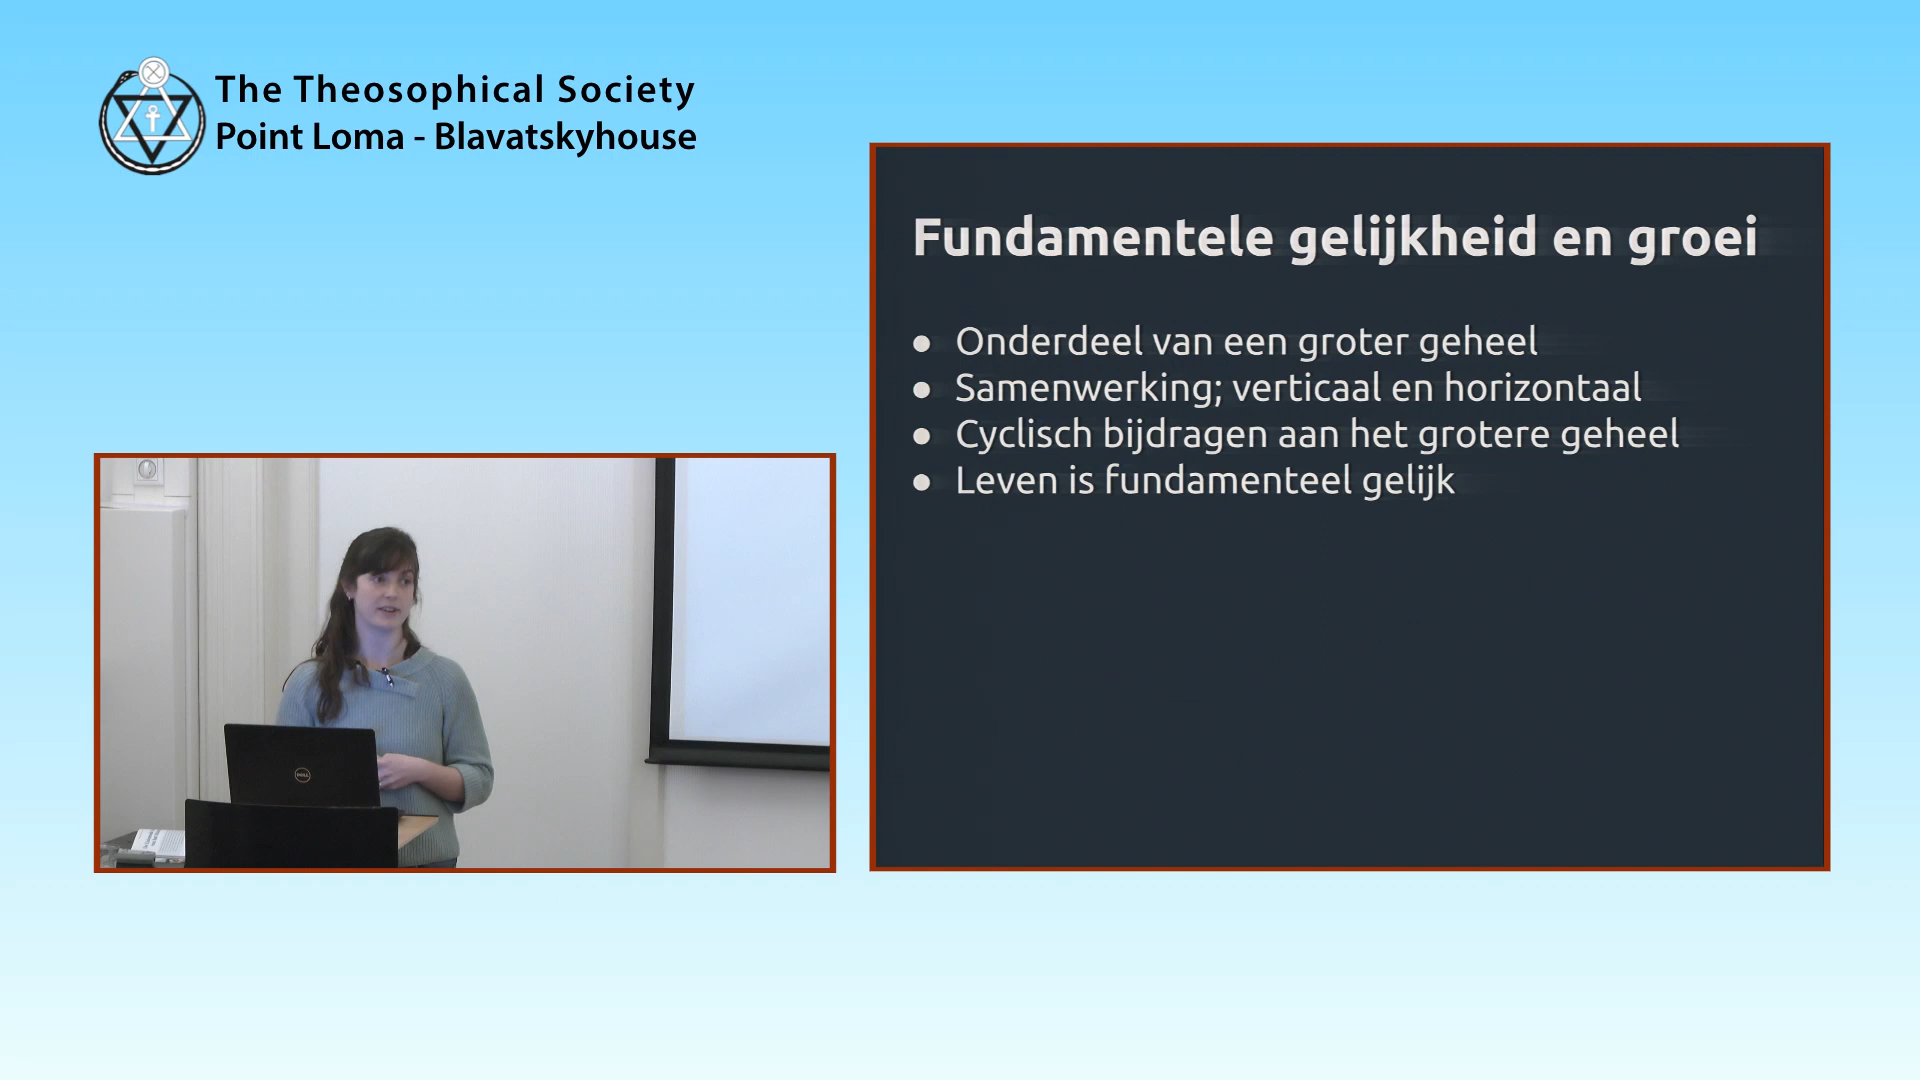 The Theosophical Society
Point Loma - Blavatskyhouse
Fundamentele gelijkheid en groei
● Onderdeel van een groter geheel
● Samenwerking; verticaal en horizontaal
● Cyclisch bijdragen aan het grotere geheel
● Leven is fundamenteel gelijk
DELL